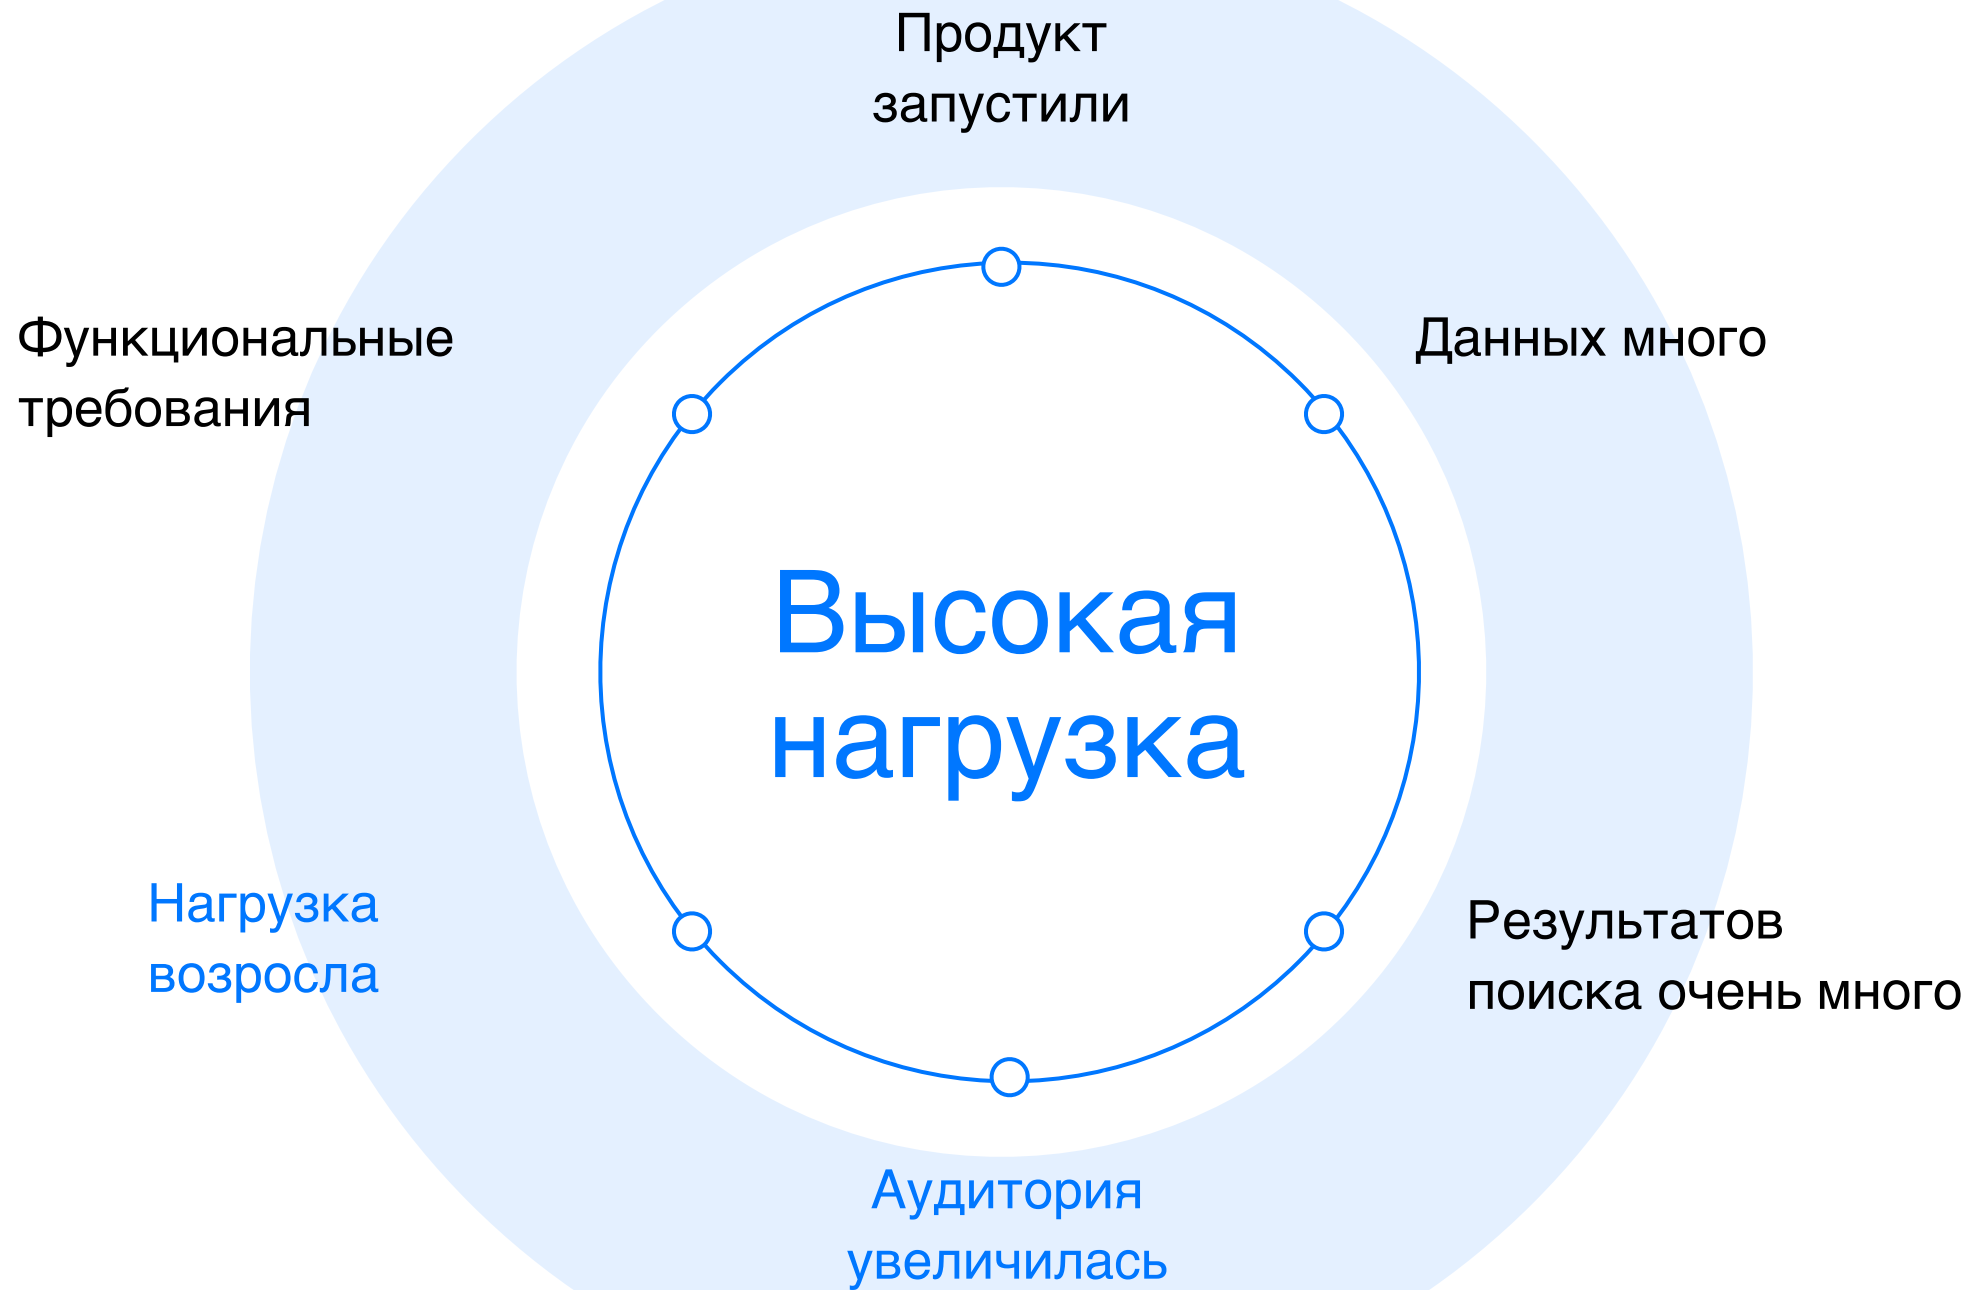 Продукт
запустили
Функциональные
требования
Данных много
Высокая
нагрузка
Нагрузка
возросла
Результатов
поиска очень много
Аудитория
увеличилась